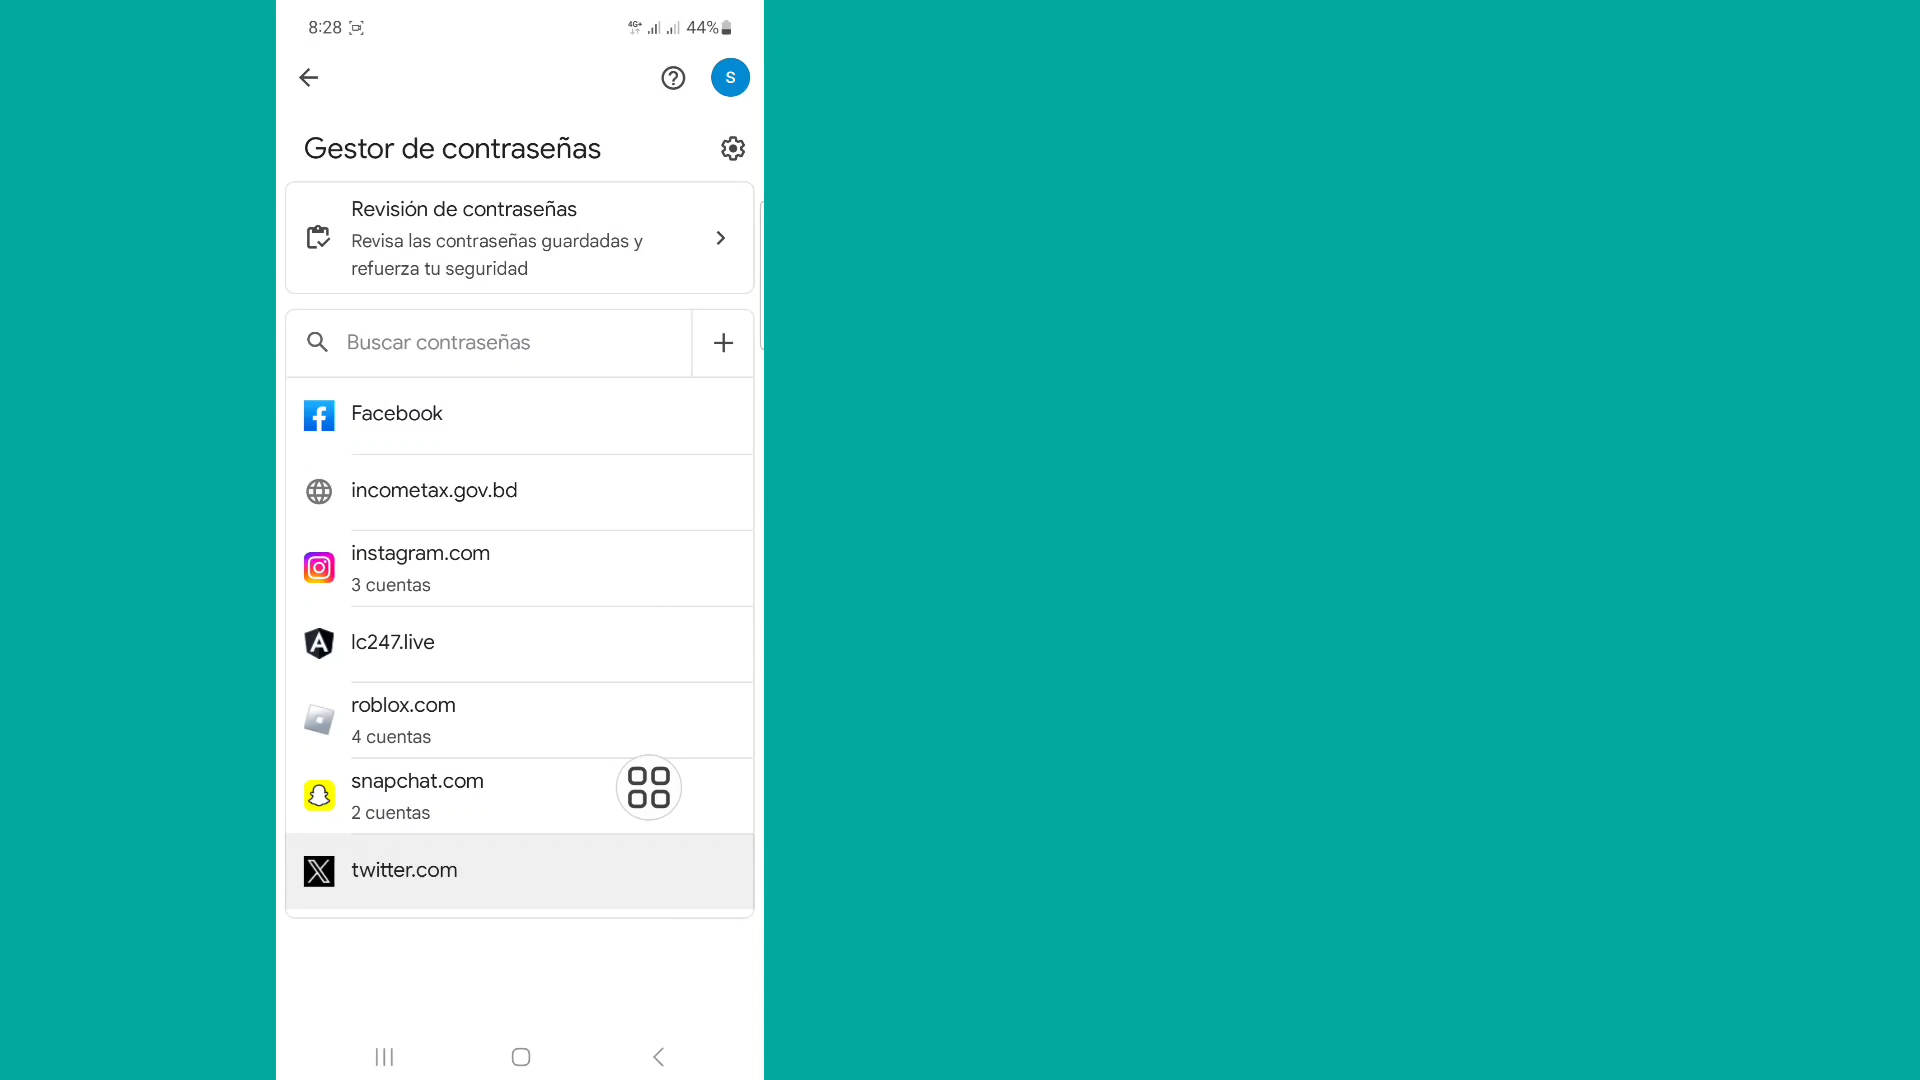 8:28
4G+ 44%
S
Gestor de contraseñas
Revisión de contraseñas
Revisa las contraseñas guardadas y
refuerza tu seguridad
Buscar contraseñas
Facebook
incometax.gov.bd
instagram.com
3 cuentas
lc247.live
roblox.com
4 cuentas
snapchat.com
2 cuentas
twitter.com